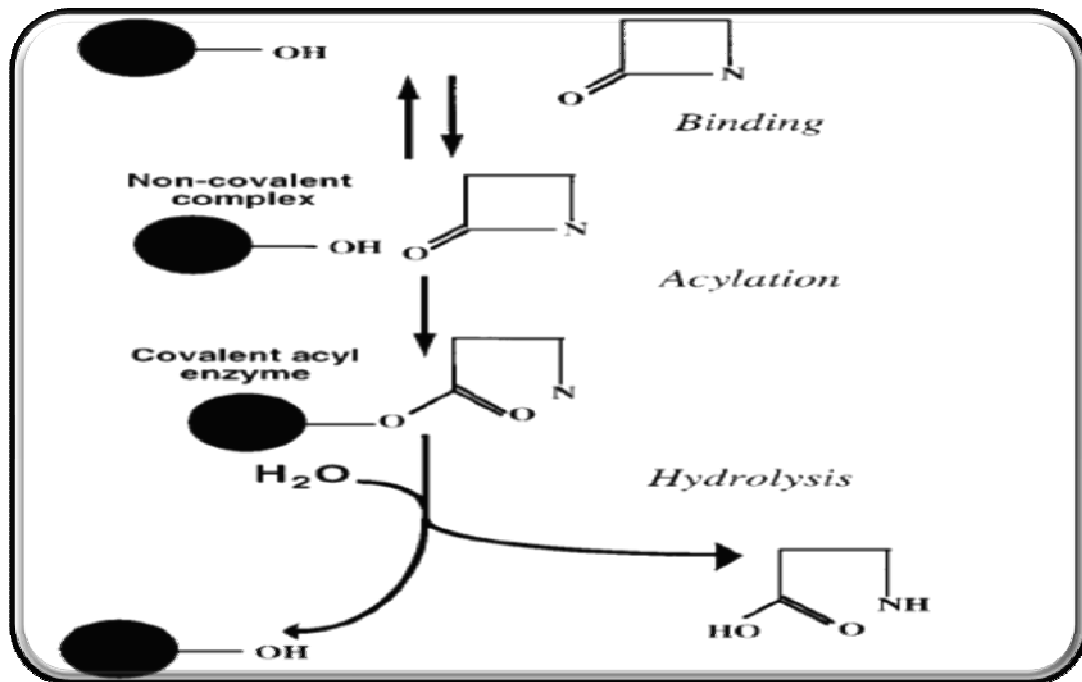 OH
N
O
Binding
Non-covalent
complex
OH
O
N
Acylation
Covalent acyl
enzyme
N
O
O
H₂O
Hydrolysis
NH
HO
O
OH